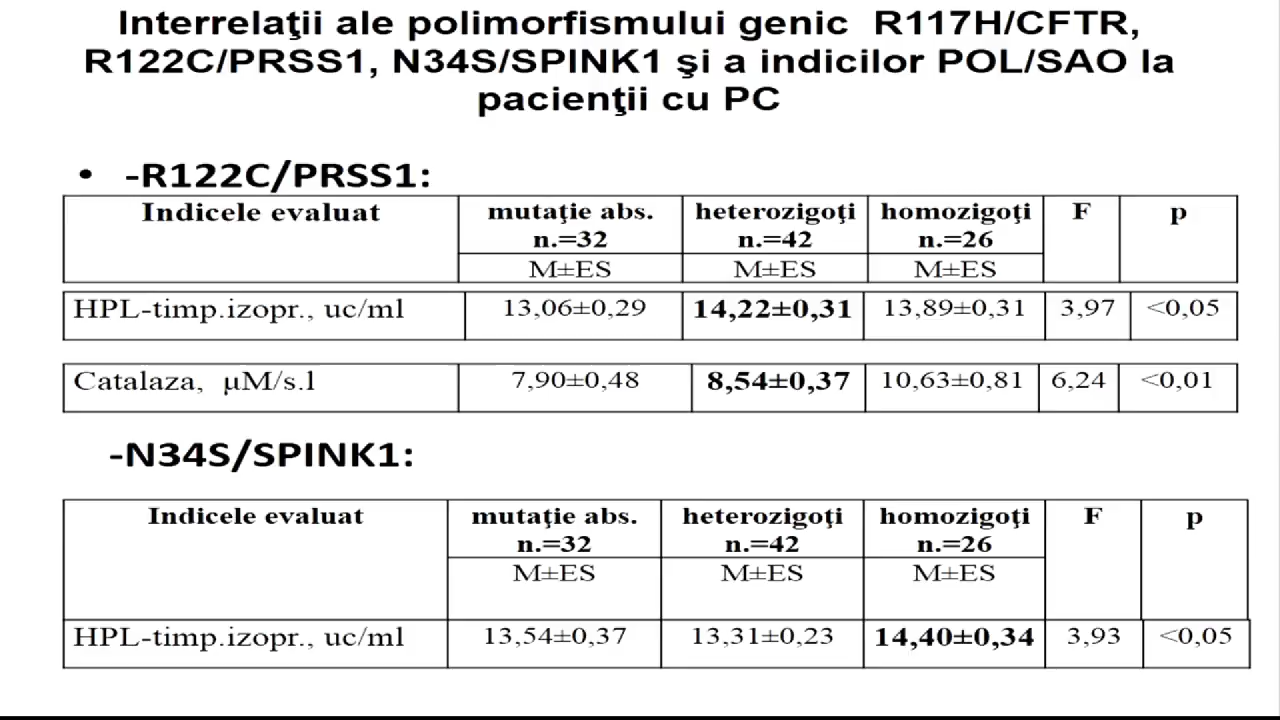 Interrelaţii ale polimorfismului genic R117H/CFTR,
R122C/PRSS1, N34S/SPINK1 şi a indicilor POL/SAO la
pacienţii cu PC
• -R122C/PRSS1:
Indicele evaluat mutaţie abs. heterozigoţi homozigoţi F p
n.=32 n.=42 n.=26
M±ES M±ES M±ES
HPL-timp.izopr., uc/ml 13,06±0,29 14,22±0,31 13,89±0,31 3,97 <0,05
Catalaza, µM/s.l 7,90±0,48 8,54±0,37 10,63±0,81 6,24 <0,01
-N34S/SPINK1:
Indicele evaluat mutaţie abs. heterozigoţi homozigoţi F p
n.=32 n.=42 n.=26
M±ES M±ES M±ES
HPL-timp.izopr., uc/ml 13,54±0,37 13,31±0,23 14,40±0,34 3,93 <0,05